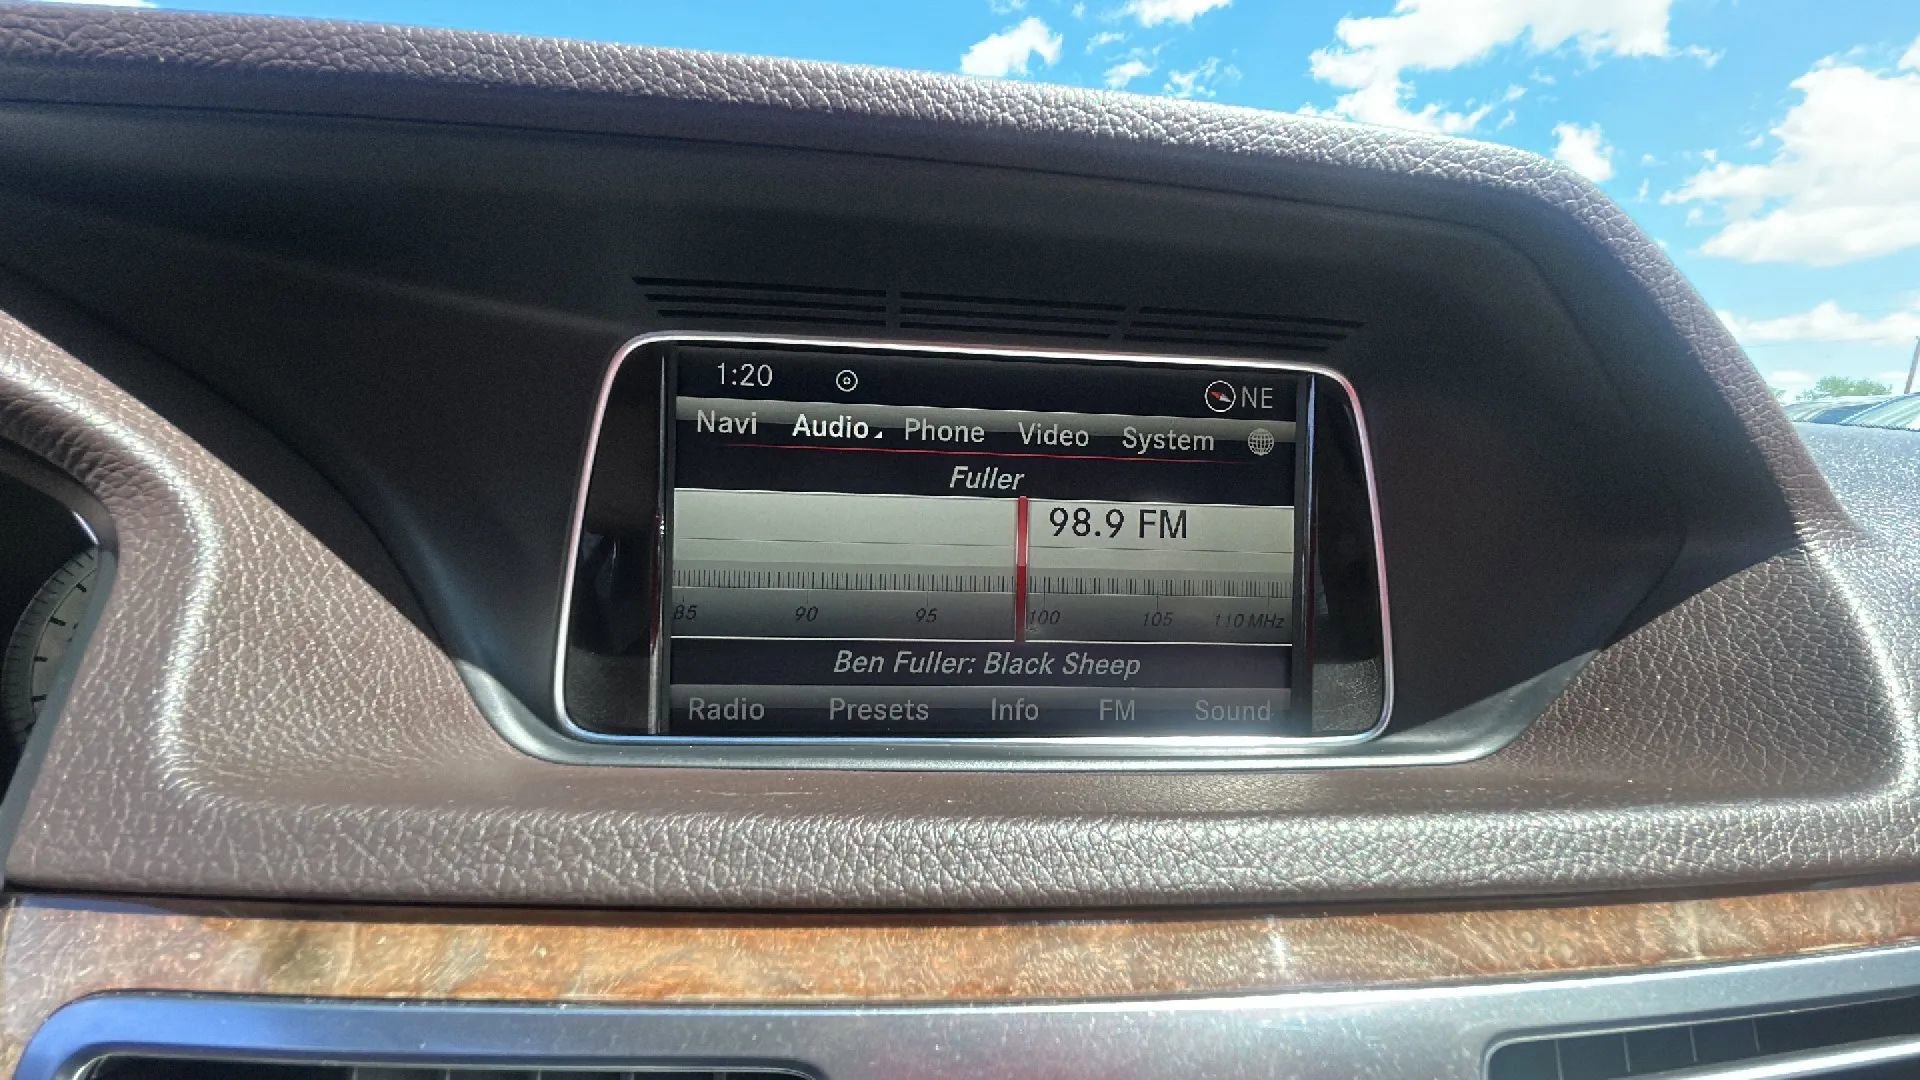 1:20 NE
Navi Audio Phone Video System
Fuller
98.9 FM
85 90 95 100 105 110 MHz
Ben Fuller: Black Sheep
Radio Presets Info FM Sound